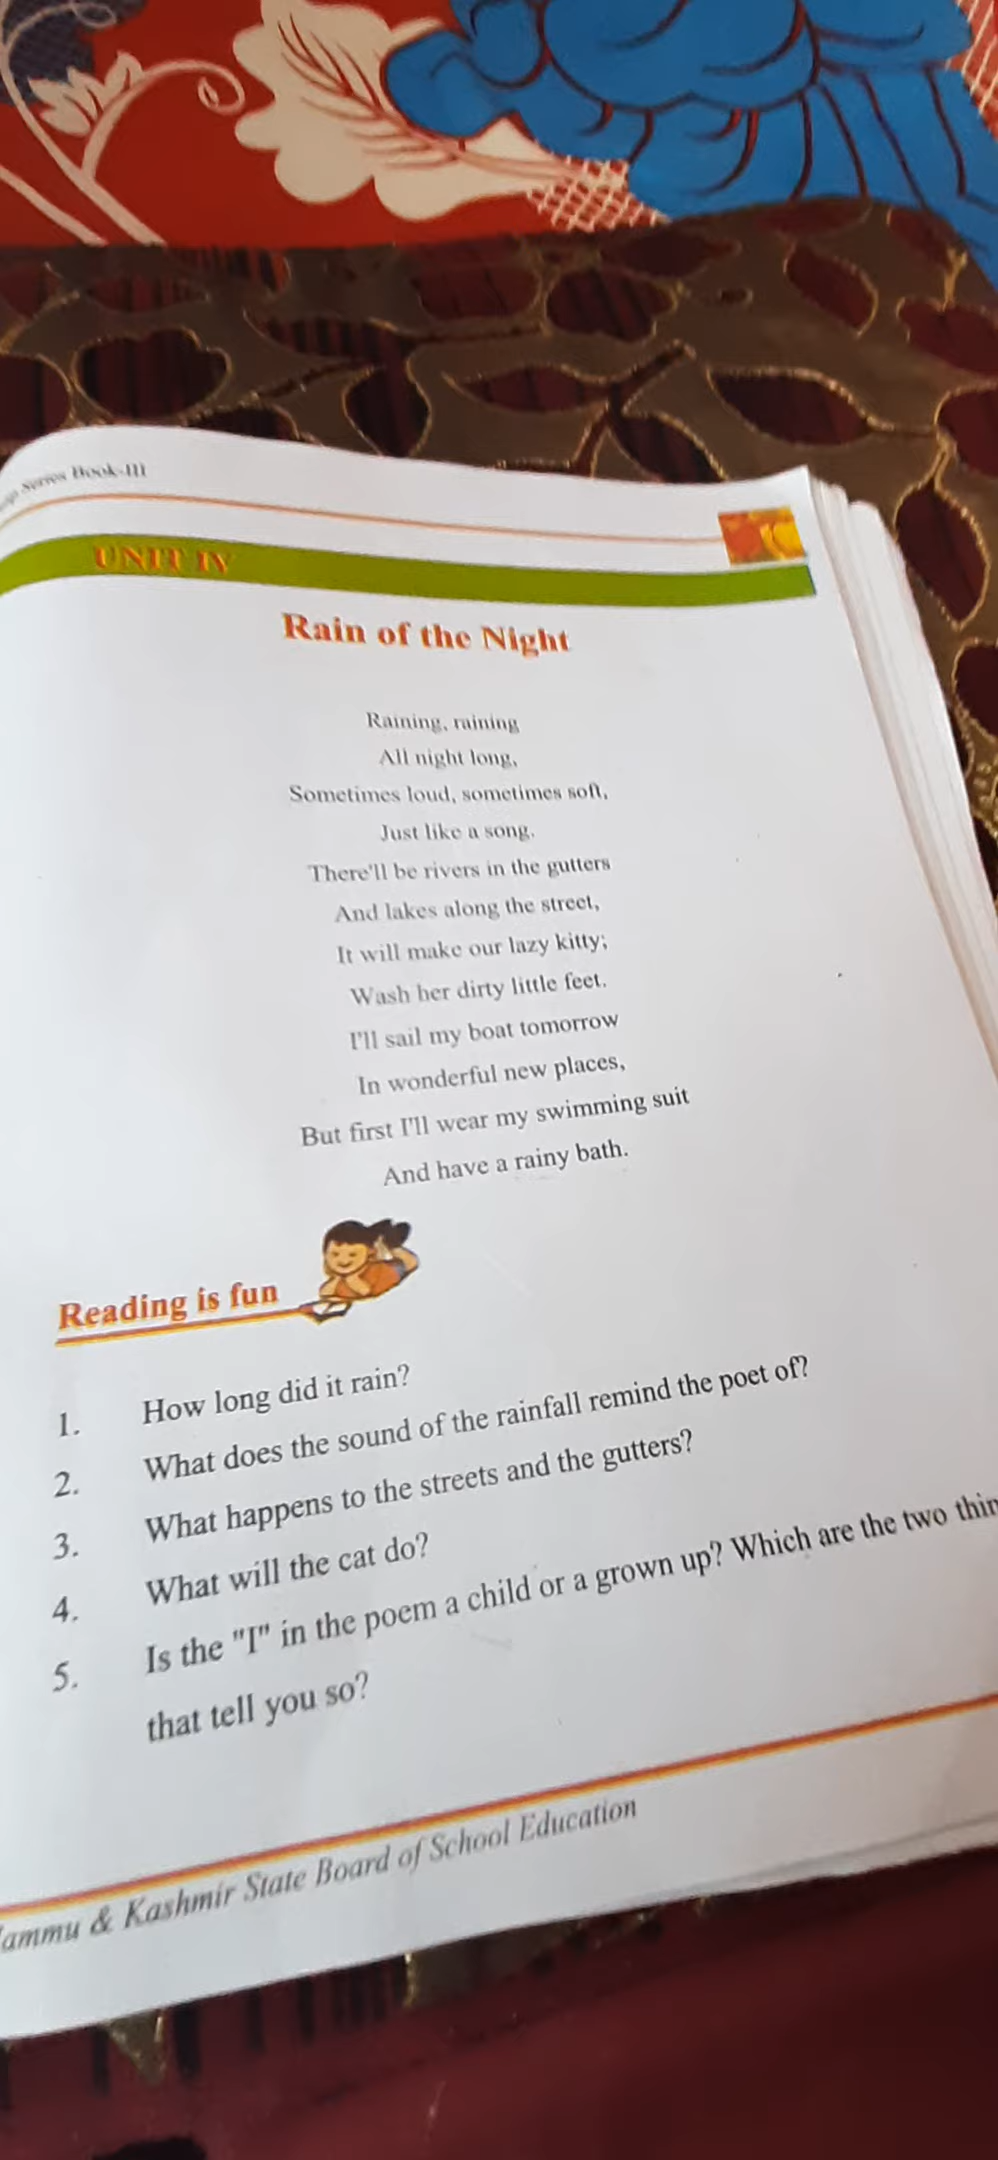 Series Book-III
UNIT IV
Rain of the Night
Raining, raining
All night long,
Sometimes loud, sometimes soft,
Just like a song.
There'll be rivers in the gutters
And lakes along the street,
It will make our lazy kitty;
Wash her dirty little feet.
I'll sail my boat tomorrow
In wonderful new places,
But first I'll wear my swimming suit
And have a rainy bath.
Reading is fun
1. How long did it rain?
2. What does the sound of the rainfall remind the poet of?
3. What happens to the streets and the gutters?
4. What will the cat do?
5. Is the "I" in the poem a child or a grown up? Which are the two
that tell you so?
& Kashmir State Board of School Education